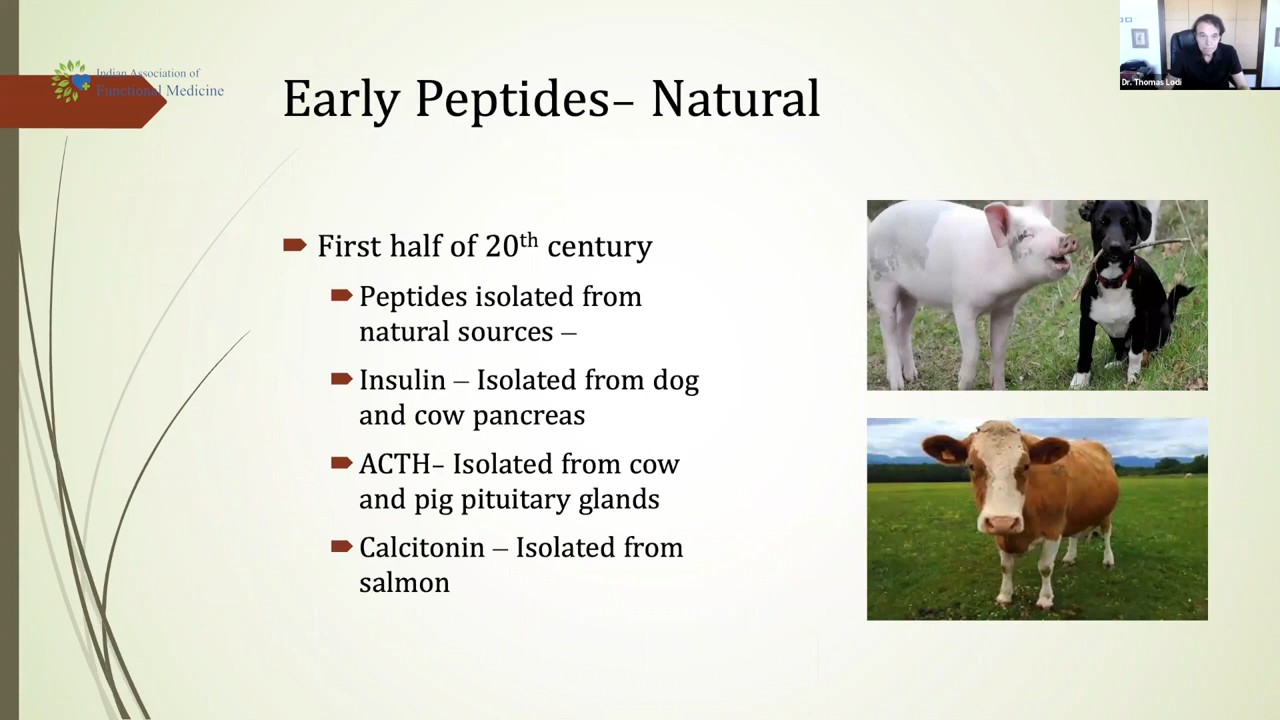 Indian Association of
Functional Medicine
Early Peptides– Natural
Dr. Thomas Lodi
First half of 20th century
Peptides isolated from
natural sources –
Insulin – Isolated from dog
and cow pancreas
ACTH– Isolated from cow
and pig pituitary glands
Calcitonin – Isolated from
salmon